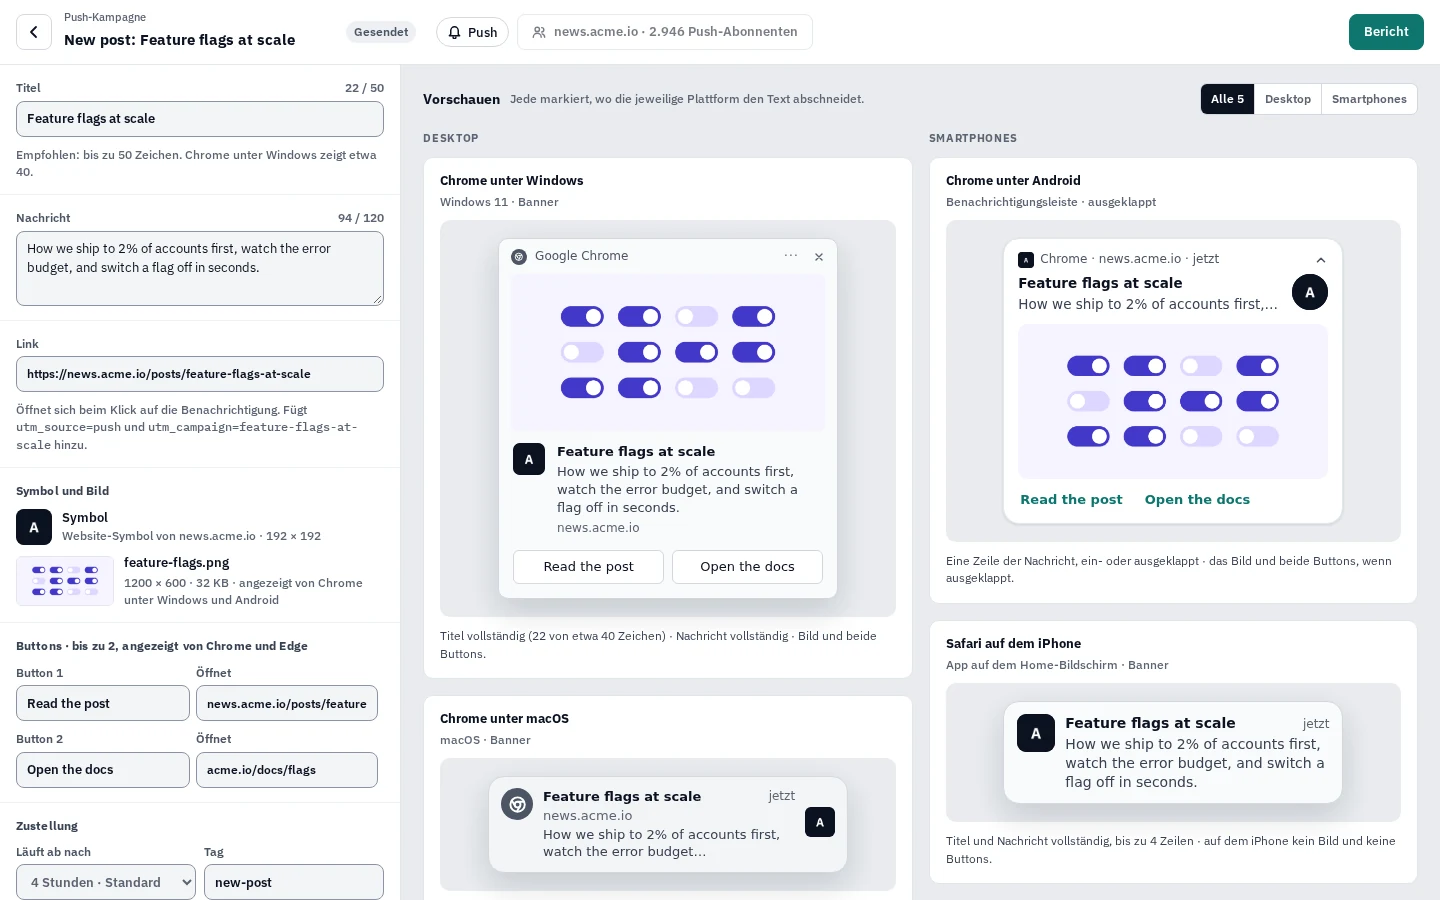 Push-Kampagne
New post: Feature flags at scale
Gesendet
Push
news.acme.io · 2.946 Push-Abonnenten
Bericht
Titel
22 / 50
Feature flags at scale
Empfohlen: bis zu 50 Zeichen. Chrome unter Windows zeigt etwa
40.
Nachricht
94 / 120
How we ship to 2% of accounts first, watch the error
budget, and switch a flag off in seconds.
Link
https://news.acme.io/posts/feature-flags-at-scale
Öffnet sich beim Klick auf die Benachrichtigung. Fügt
utm_source=push und utm_campaign=feature-flags-at-
scale hinzu.
Symbol und Bild
A
Symbol
Website-Symbol von news.acme.io · 192 × 192
feature-flags.png
1200 × 600 · 32 KB · angezeigt von Chrome
unter Windows und Android
Buttons · bis zu 2, angezeigt von Chrome und Edge
Button 1
Öffnet
Read the post
news.acme.io/posts/feature
Button 2
Öffnet
Open the docs
acme.io/docs/flags
Zustellung
Läuft ab nach
Tag
4 Stunden · Standard
new-post
Vorschauen
Jede markiert, wo die jeweilige Plattform den Text abschneidet.
Alle 5
Desktop
Smartphones
DESKTOP
Chrome unter Windows
Windows 11 · Banner
Google Chrome
A
Feature flags at scale
How we ship to 2% of accounts first,
watch the error budget, and switch a
flag off in seconds.
news.acme.io
Read the post
Open the docs
Titel vollständig (22 von etwa 40 Zeichen) · Nachricht vollständig · Bild und beide
Buttons.
Chrome unter macOS
macOS · Banner
Feature flags at scale
jetzt
news.acme.io
How we ship to 2% of accounts first,
watch the error budget…
A
SMARTPHONES
Chrome unter Android
Benachrichtigungsleiste · ausgeklappt
A
Chrome · news.acme.io · jetzt
Feature flags at scale
How we ship to 2% of accounts first,…
A
Read the post
Open the docs
Eine Zeile der Nachricht, ein- oder ausgeklappt · das Bild und beide Buttons, wenn
ausgeklappt.
Safari auf dem iPhone
App auf dem Home-Bildschirm · Banner
A
Feature flags at scale
jetzt
How we ship to 2% of accounts first,
watch the error budget, and switch a
flag off in seconds.
Titel und Nachricht vollständig, bis zu 4 Zeilen · auf dem iPhone kein Bild und keine
Buttons.